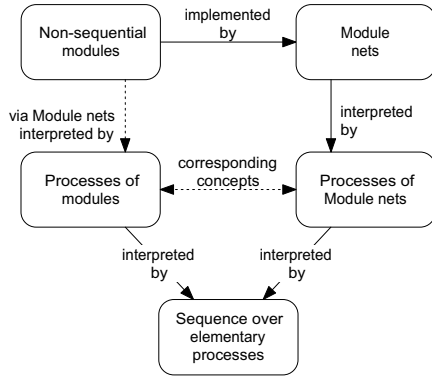 Non-sequential
modules
implemented
by
Module
nets
via Module nets
interpreted by
interpreted
by
Processes of
modules
corresponding
concepts
Processes of
Module nets
interpreted
by
interpreted
by
Sequence over
elementary
processes